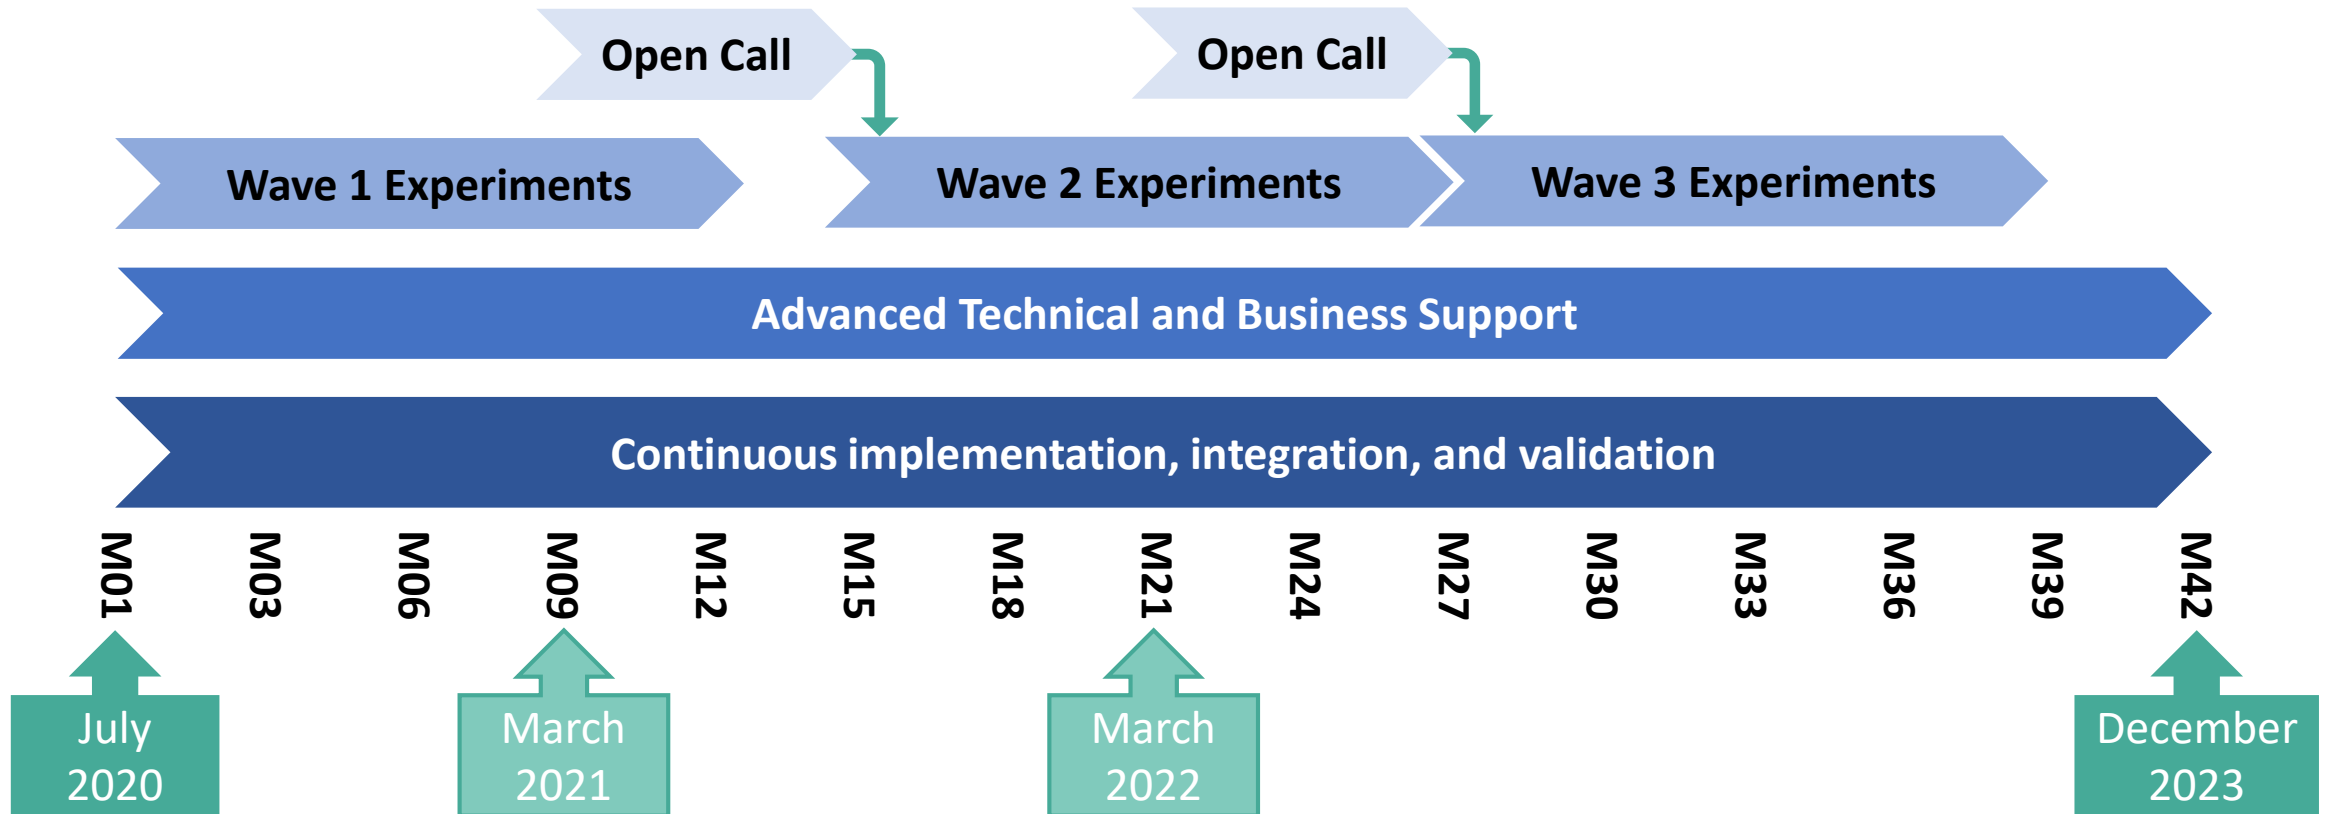 Open Call
Open Call
Wave 1 Experiments
Wave 2 Experiments
Wave 3 Experiments
Advanced Technical and Business Support
Continuous implementation, integration, and validation
M01
M03
M06
M09
M12
M15
M18
M21
M24
M27
M30
M33
M36
M39
M42
July
2020
March
2021
March
2022
December
2023